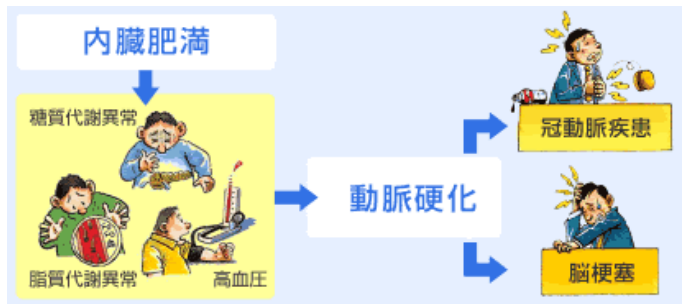 内臓肥満
糖質代謝異常
脂質代謝異常
高血圧
動脈硬化
冠動脈疾患
脳梗塞